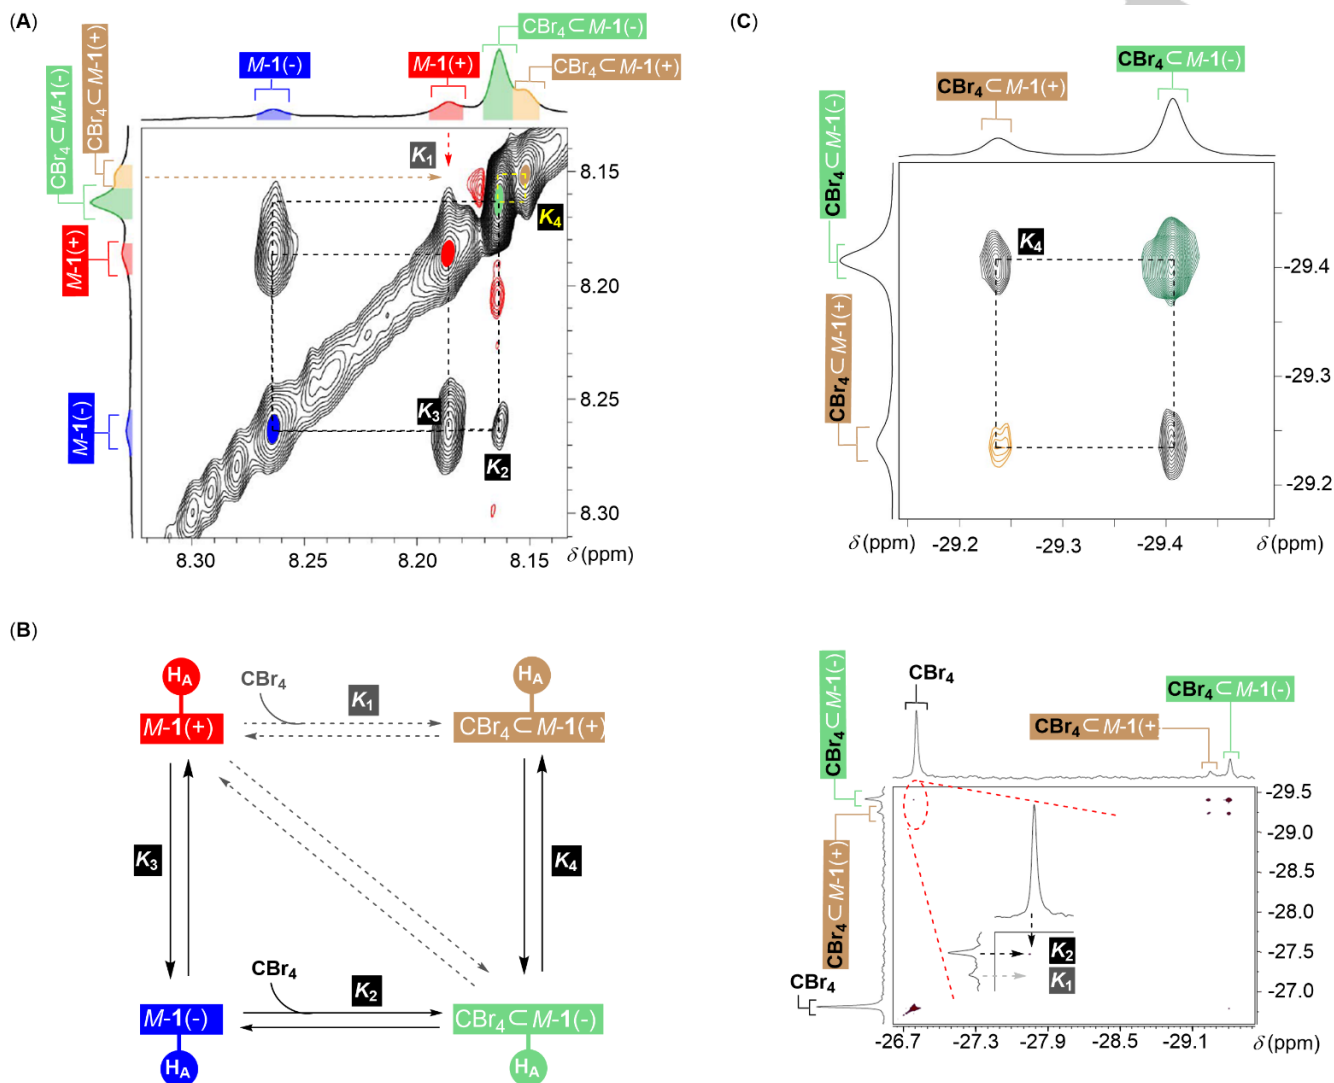 (A)
CBr4⊂M-1(-)
M-1(-)
M-1(+)
CBr4⊂M-1(+)
CBr4⊂M-1(-)
CBr4⊂M-1(+)
M-1(+)
M-1(-)
K1
K4
K3
K2
8.15
8.20
8.25
8.30
8.30
8.25
8.20
8.15
δ (ppm)
(C)
CBr4⊂M-1(+)
CBr4⊂M-1(-)
CBr4⊂M-1(-)
CBr4⊂M-1(+)
K4
-29.4
-29.3
-29.2
δ (ppm)
-29.2
-29.3
-29.4
δ (ppm)
(B)
HA
M-1(+)
CBr4
K1
HA
CBr4⊂M-1(+)
K3
K4
M-1(-)
HA
CBr4
K2
CBr4⊂M-1(-)
HA
CBr4
CBr4⊂M-1(+
CBr4⊂M-1(-)
CBr4⊂M-1(-)
CBr4⊂M-1(+)
CBr4
K2
K1
-29.5
-29.0
-28.5
-28.0
-27.5
-27.0
-26.7
-27.3
-27.9
-28.5
-29.1
δ (ppm)